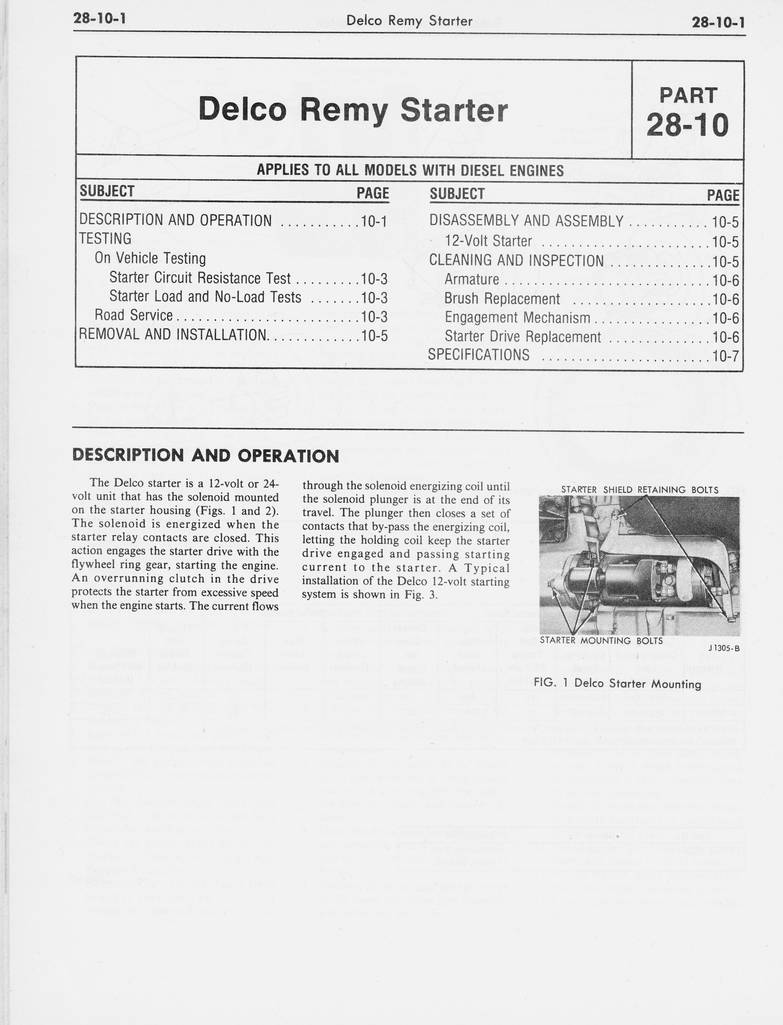 28-10-1 Delco Remy Starter 28-10-1
Delco Remy Starter
PART
28-10
APPLIES TO ALL MODELS WITH DIESEL ENGINES
SUBJECT PAGE
DESCRIPTION AND OPERATION ........... 10-1
TESTING
On Vehicle Testing
Starter Circuit Resistance Test ......... 10-3
Starter Load and No-Load Tests ....... 10-3
Road Service ......................... 10-3
REMOVAL AND INSTALLATION ............. 10-5
SUBJECT PAGE
DISASSEMBLY AND ASSEMBLY ........... 10-5
12-Volt Starter ....................... 10-5
CLEANING AND INSPECTION .............. 10-5
Armature ............................ 10-6
Brush Replacement ................... 10-6
Engagement Mechanism ................ 10-6
Starter Drive Replacement .............. 10-6
SPECIFICATIONS ....................... 10-7
DESCRIPTION AND OPERATION
The Delco starter is a 12-volt or 24-
volt unit that has the solenoid mounted
on the starter housing (Figs. 1 and 2).
The solenoid is energized when the
starter relay contacts are closed. This
action engages the starter drive with the
flywheel ring gear, starting the engine.
An overrunning clutch in the drive
protects the starter from excessive speed
when the engine starts. The current flows
through the solenoid energizing coil until
the solenoid plunger is at the end of its
travel. The plunger then closes a set of
contacts that by-pass the energizing coil,
letting the holding coil keep the starter
drive engaged and passing starting
current to the starter. A Typical
installation of the Delco 12-volt starting
system is shown in Fig. 3.
STARTER SHIELD RETAINING BOLTS
STARTER MOUNTING BOLTS
J1305-B
FIG. 1 Delco Starter Mounting